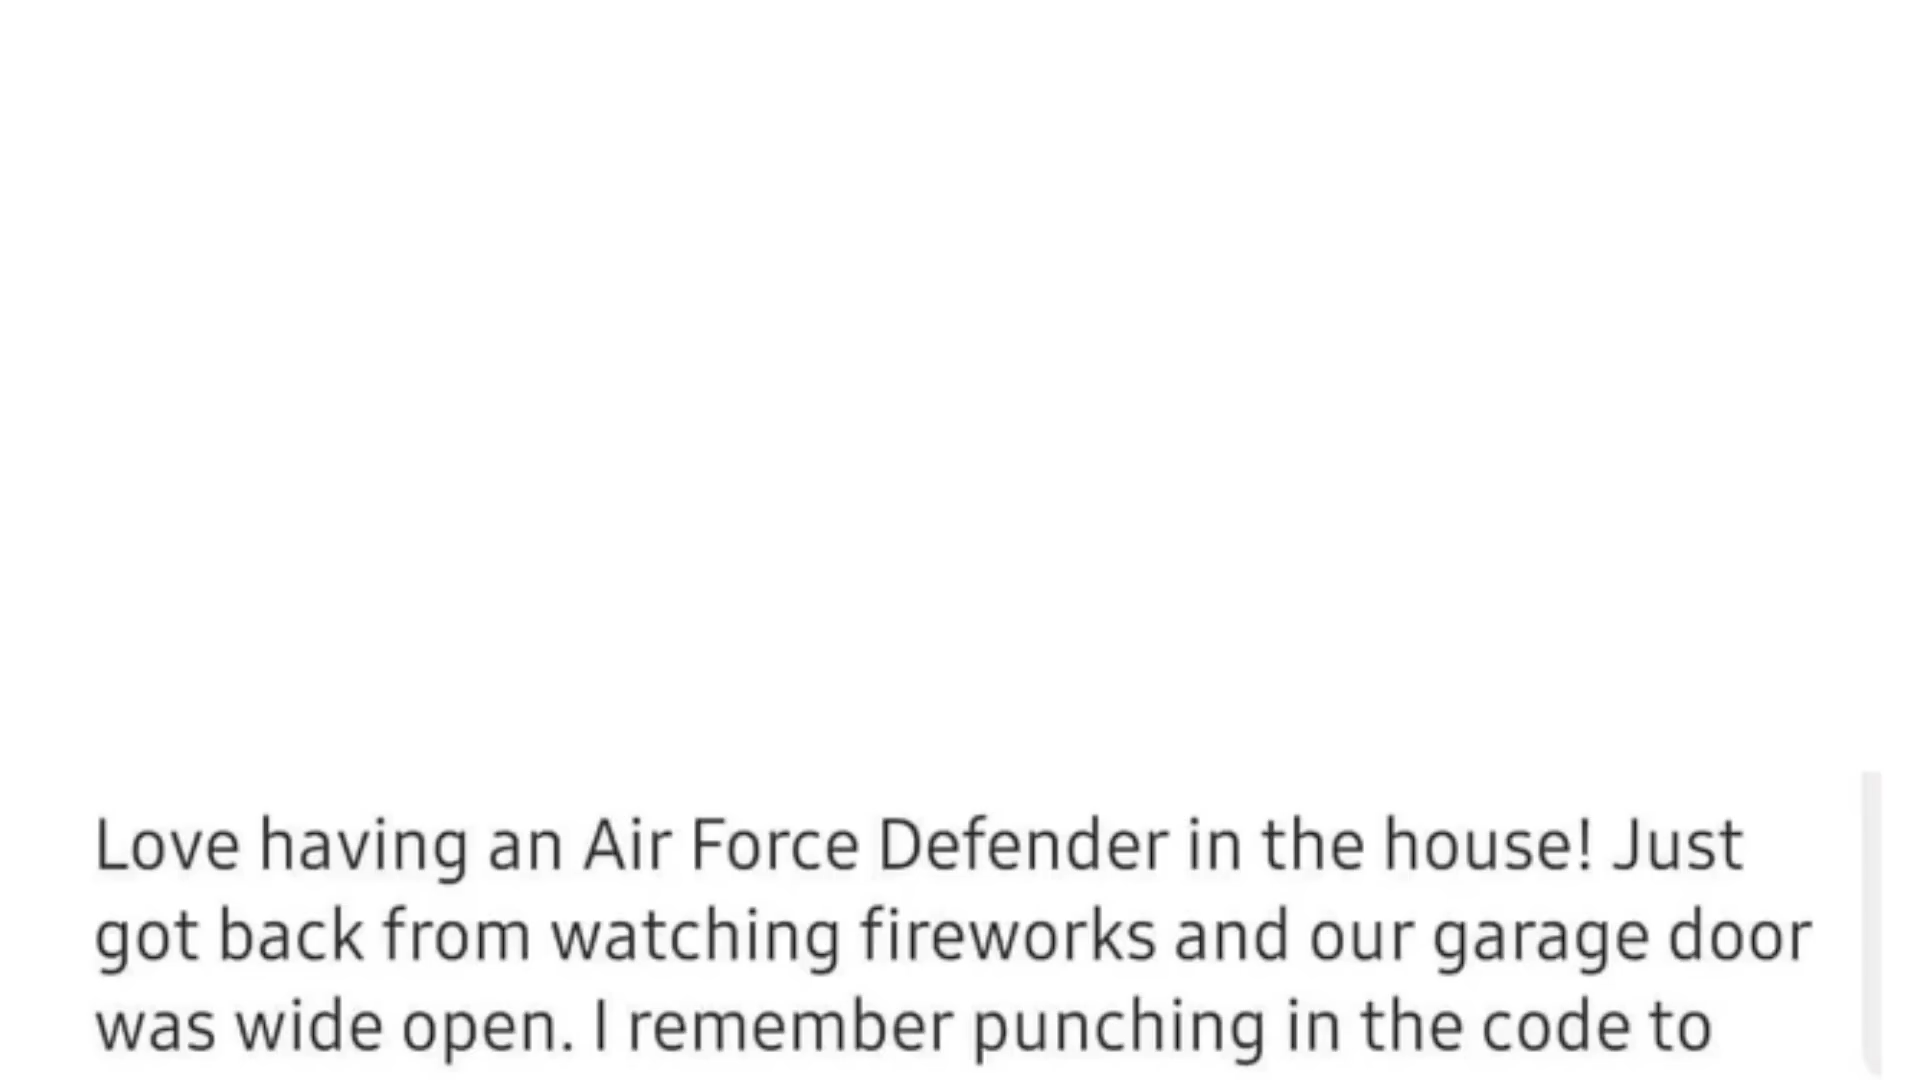 Love having an Air Force Defender in the house! Just
got back from watching fireworks and our garage door
was wide open. I remember punching in the code to